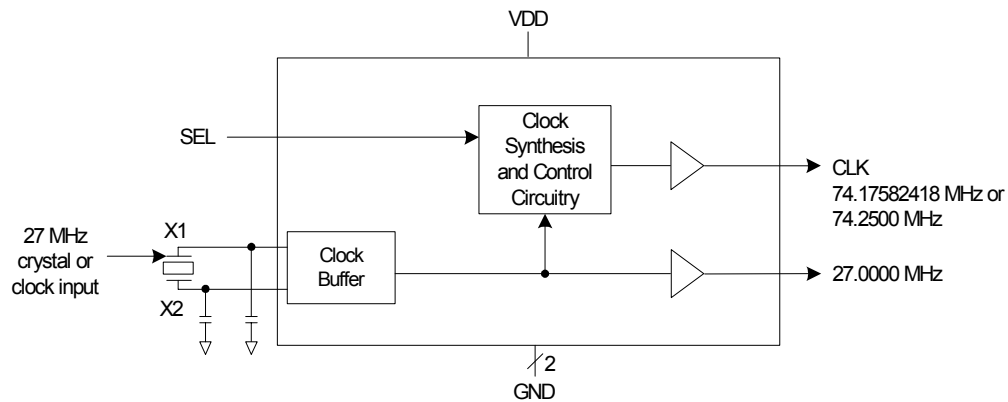 VDD
SEL
Clock
Synthesis
and Control
Circuitry
CLK
74.17582418 MHz or
74.2500 MHz
27 MHz
crystal or
clock input
X1
X2
Clock
Buffer
27.0000 MHz
2
GND